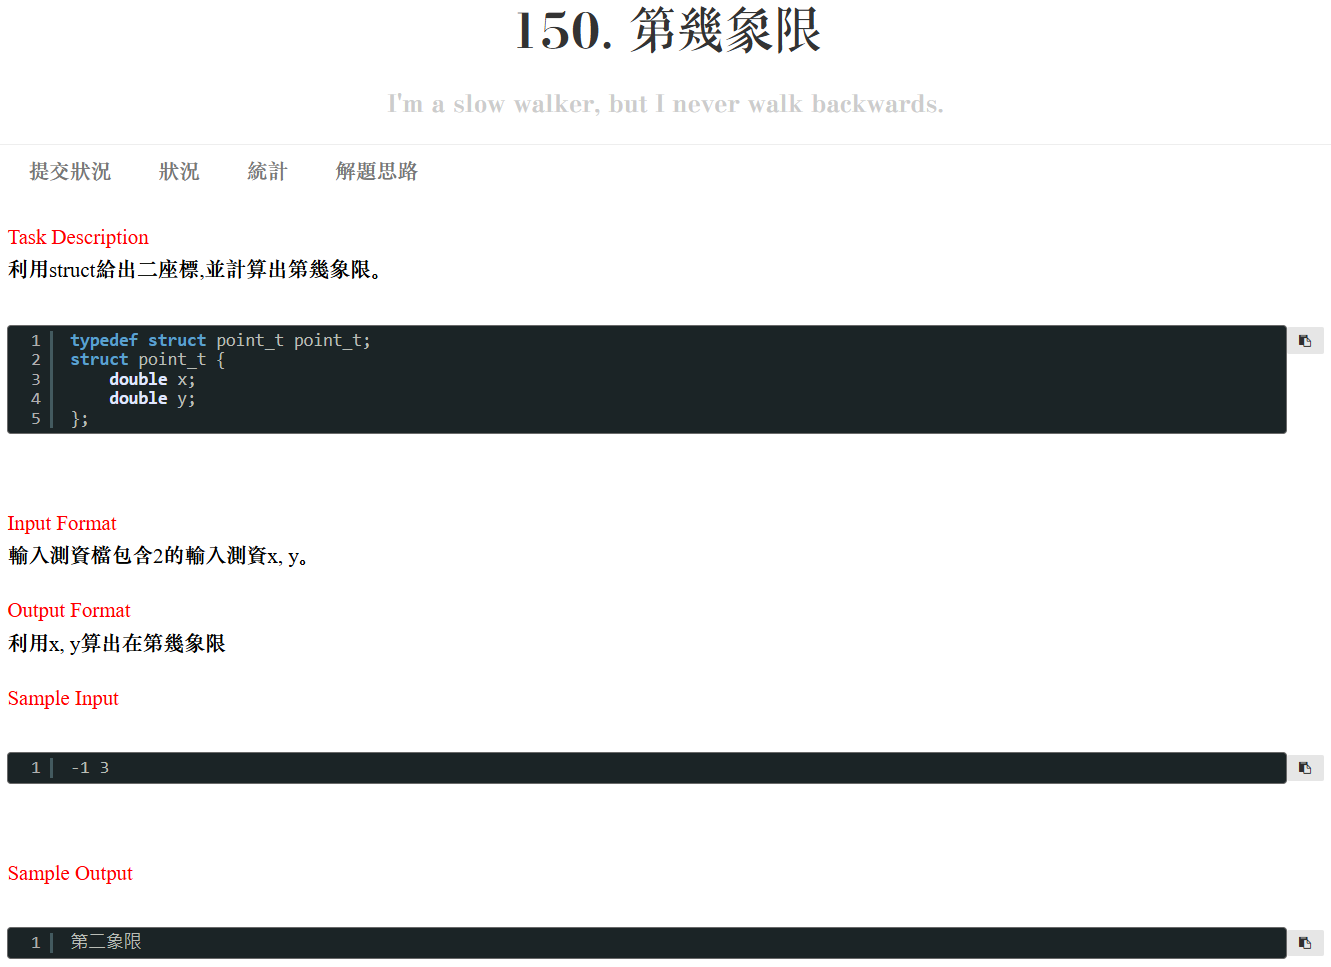 150. 第幾象限
I'm a slow walker, but I never walk backwards.
提交狀況 狀況 統計 解題思路
Task Description
利用struct給出二座標,並計算出第幾象限。
1 typedef struct point_t point_t;
2 struct point_t {
3 double x;
4 double y;
5 };
Input Format
輸入測資檔包含2的輸入測資x, y。
Output Format
利用x, y算出在第幾象限
Sample Input
1 -1 3
Sample Output
1 第二象限